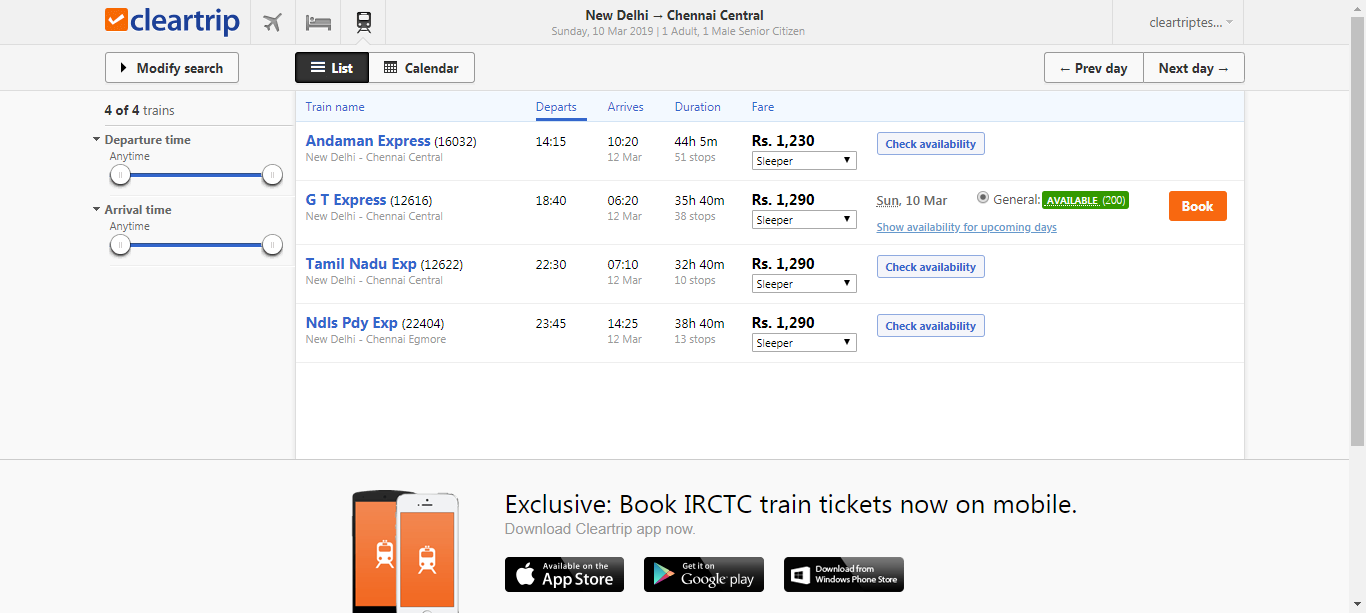 cleartrip
New Delhi → Chennai Central
Sunday, 10 Mar 2019 | 1 Adult, 1 Male Senior Citizen
cleartriptes...
Modify search
List
Calendar
← Prev day
Next day →
4 of 4 trains
Departure time
Anytime
Arrival time
Anytime
Train name Departs Arrives Duration Fare
Andaman Express (16032) 14:15 10:20 44h 5m Rs. 1,230 Check availability
New Delhi - Chennai Central 12 Mar 51 stops Sleeper
G T Express (12616) 18:40 06:20 35h 40m Rs. 1,290 Sun, 10 Mar General: AVAILABLE (200) Book
New Delhi - Chennai Central 12 Mar 38 stops Sleeper
Show availability for upcoming days
Tamil Nadu Exp (12622) 22:30 07:10 32h 40m Rs. 1,290 Check availability
New Delhi - Chennai Central 12 Mar 10 stops Sleeper
Ndls Pdy Exp (22404) 23:45 14:25 38h 40m Rs. 1,290 Check availability
New Delhi - Chennai Egmore 12 Mar 13 stops Sleeper
Exclusive: Book IRCTC train tickets now on mobile.
Download Cleartrip app now.
Available on the
App Store
Get it on
Google play
Download from
Windows Phone Store